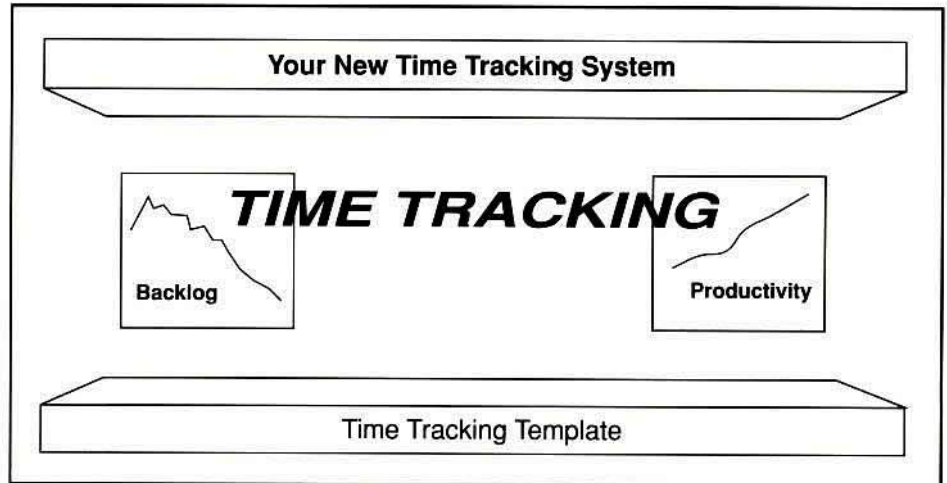 Your New Time Tracking System
TIME TRACKING
Backlog
Productivity
Time Tracking Template